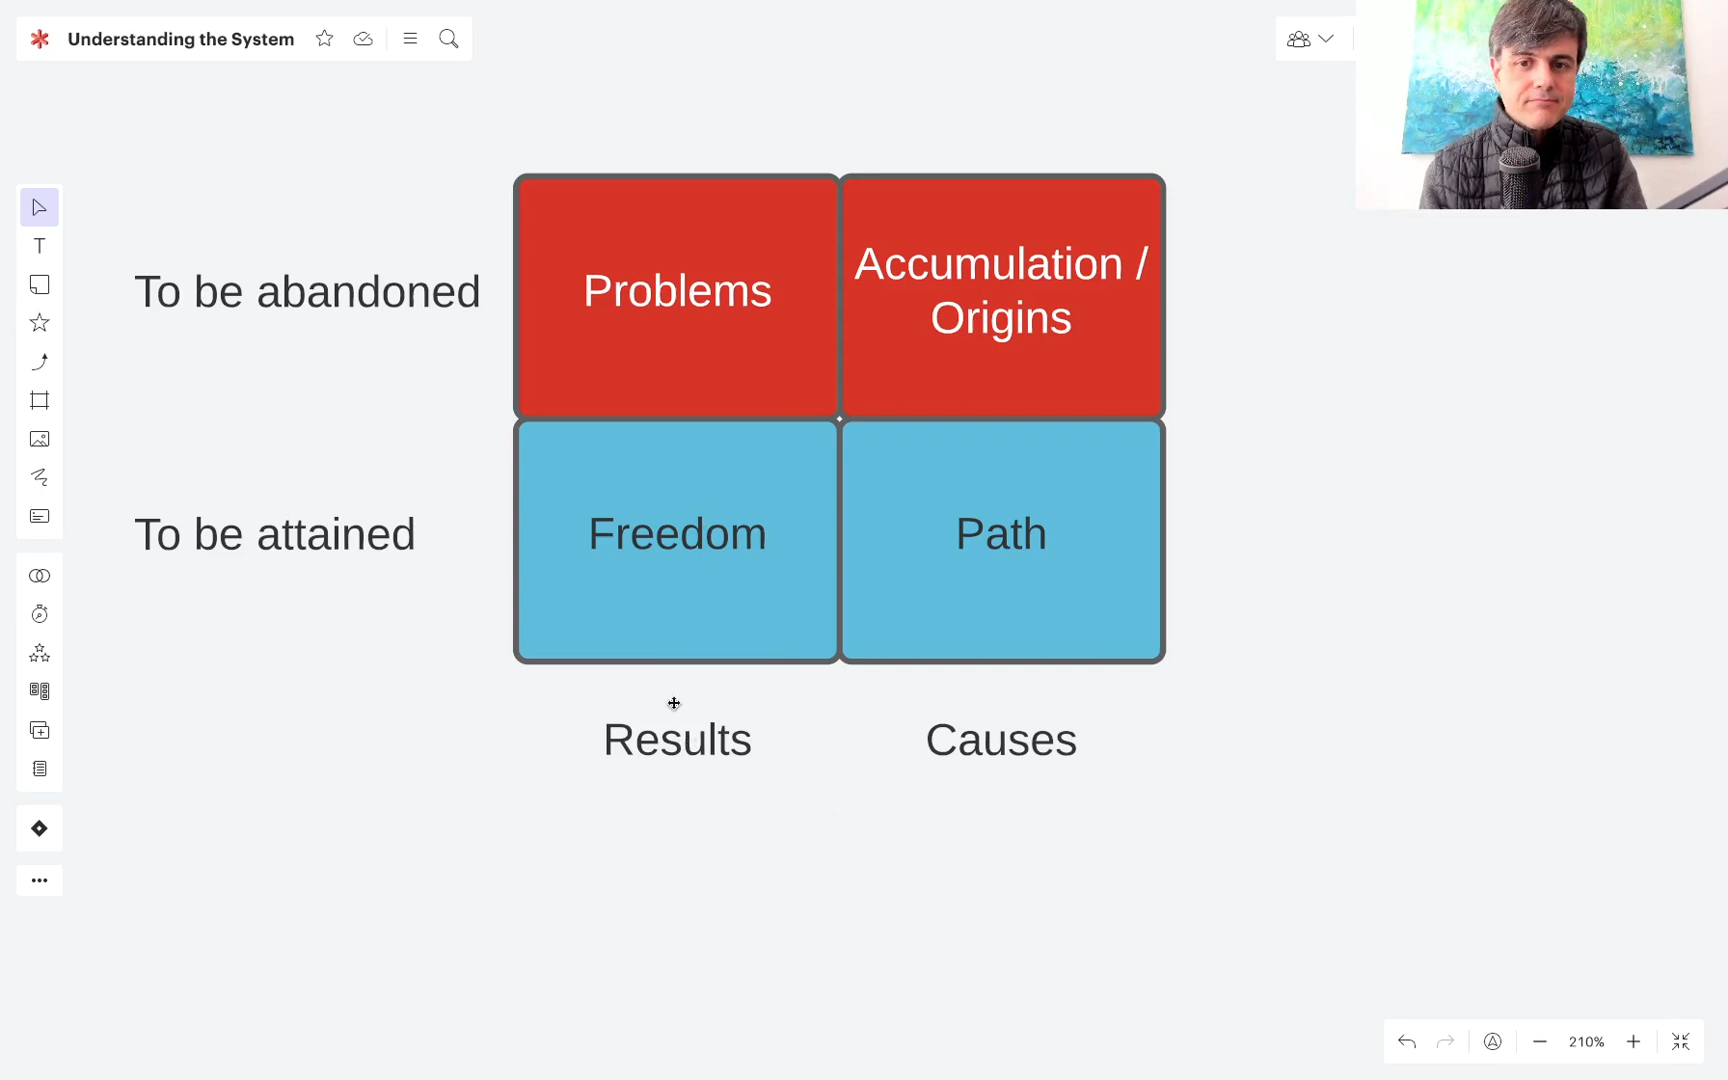 Understanding the System
To be abandoned
Problems
Accumulation /
Origins
To be attained
Freedom
Path
Results
Causes
T
210%